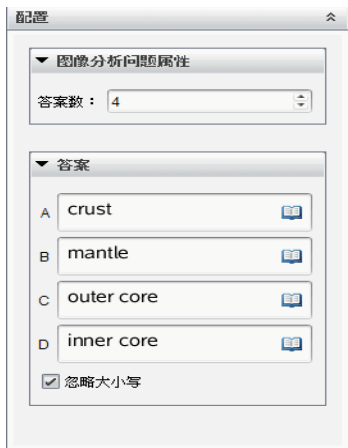 配置
图像分析问题属性
答案数： 4
答案
A crust
B mantle
C outer core
D inner core
忽略大小写